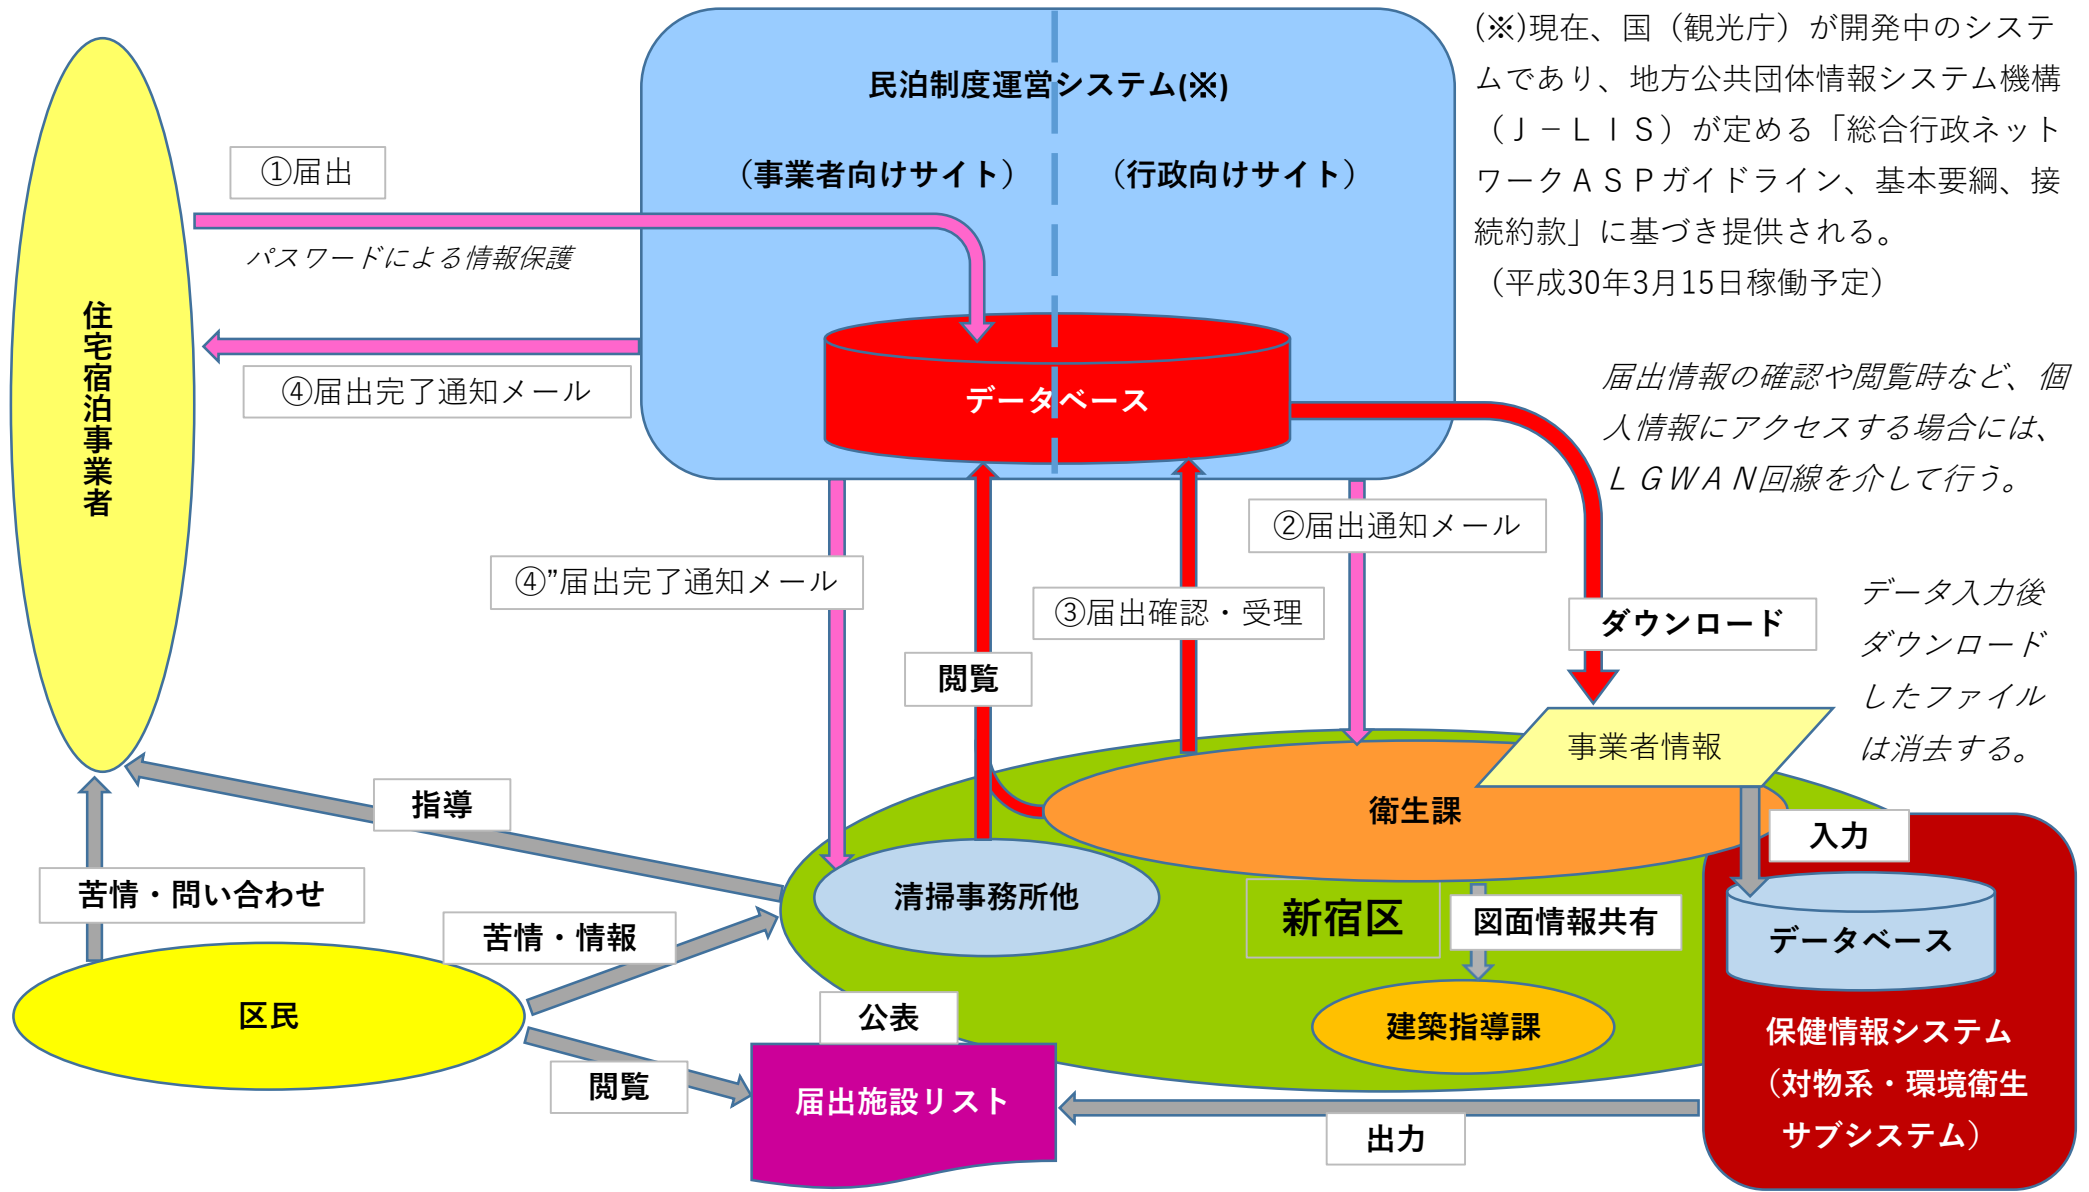 民泊制度運営システム(※)
（事業者向けサイト）
（行政向けサイト）
(※)現在、国（観光庁）が開発中のシステ
ムであり、地方公共団体情報システム機構
（Ｊ－ＬＩＳ）が定める「総合行政ネット
ワークＡＳＰガイドライン、基本要綱、接
続約款」に基づき提供される。
（平成30年3月15日稼働予定）
①届出
パスワードによる情報保護
住宅宿泊事業者
④届出完了通知メール
データベース
届出情報の確認や閲覧時など、個
人情報にアクセスする場合には、
ＬＧＷＡＮ回線を介して行う。
②届出通知メール
④”届出完了通知メール
③届出確認・受理
ダウンロード
データ入力後
ダウンロード
したファイル
は消去する。
閲覧
事業者情報
指導
衛生課
入力
苦情・問い合わせ
清掃事務所他
新宿区
図面情報共有
苦情・情報
データベース
区民
公表
建築指導課
保健情報システム
（対物系・環境衛生
サブシステム）
閲覧
届出施設リスト
出力